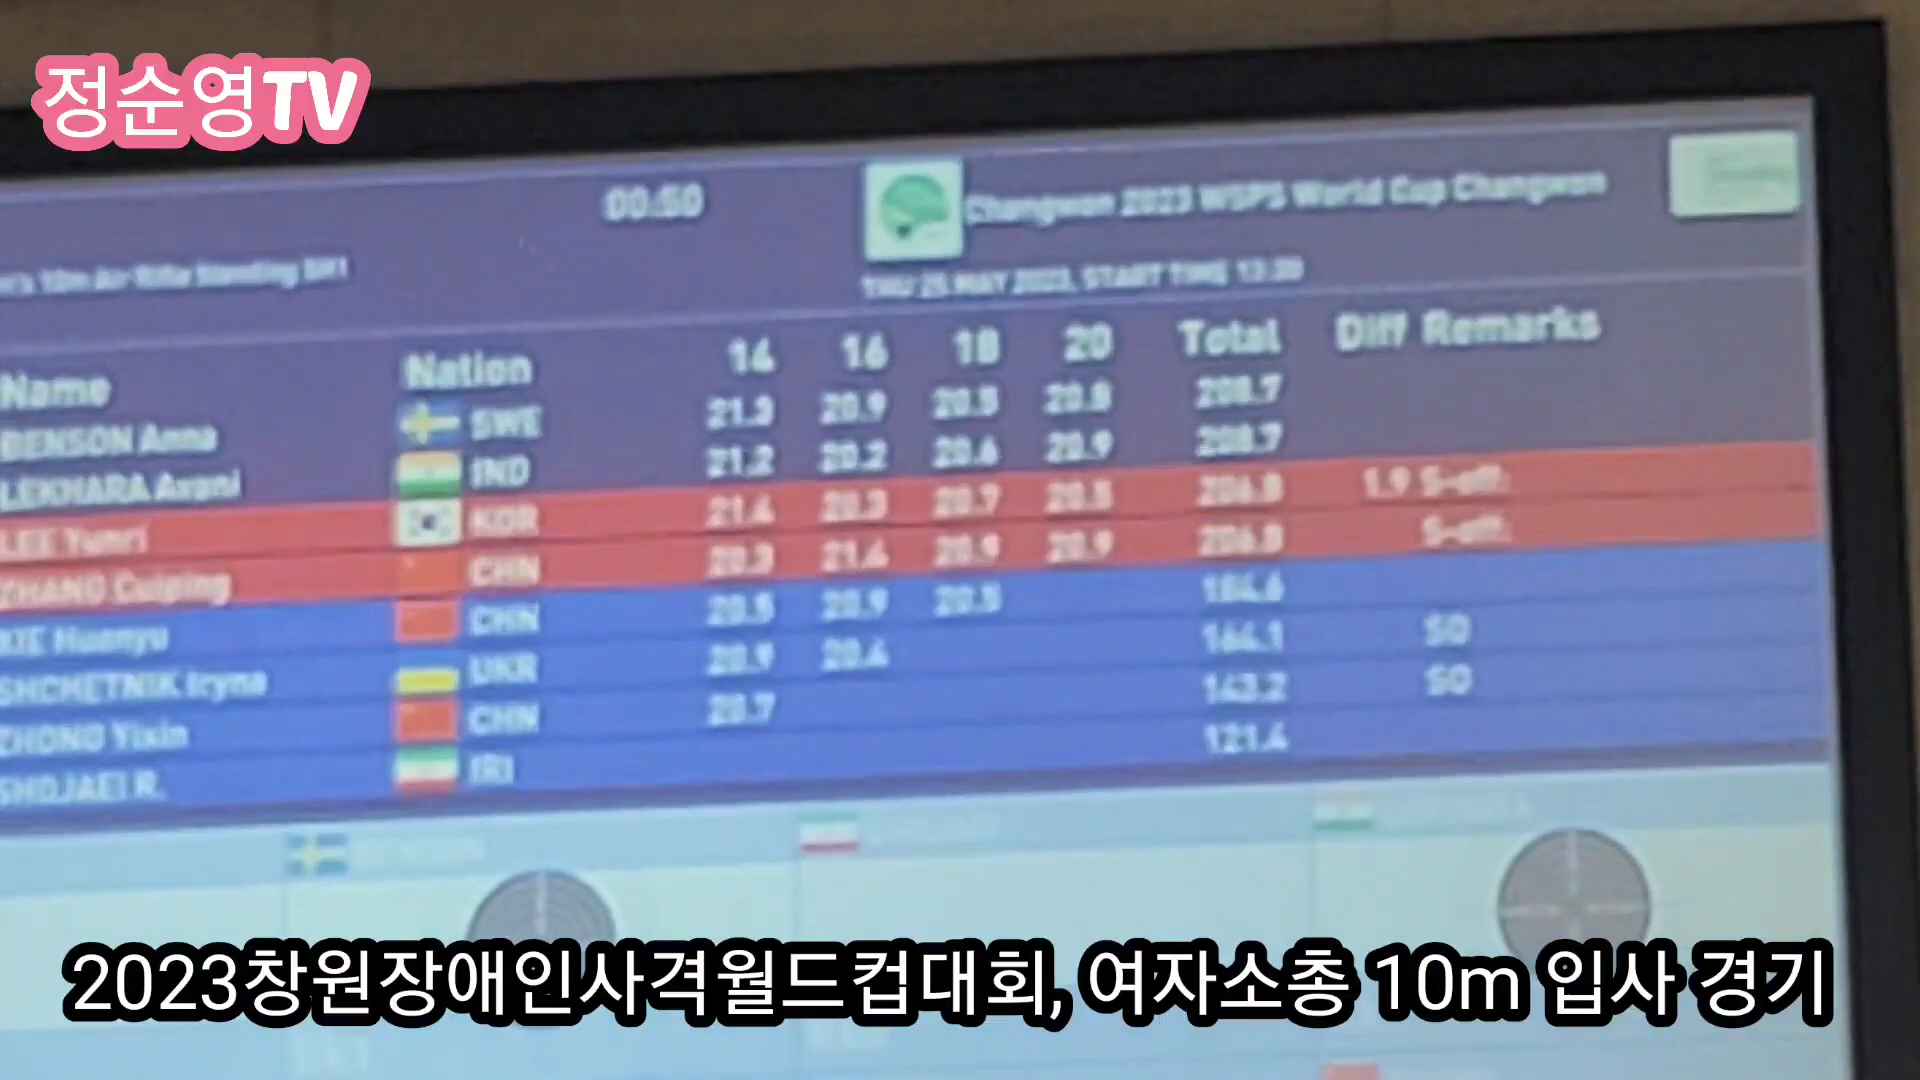 정순영TV
00:50
Changwon 2023 WSPS World Cup Changwon
10m Air Rifle Standing SH1
THU 25 MAY 2023, START TIME 13:30
Name Nation 14 16 18 20 Total Diff Remarks
BENSON Anna SWE 21.3 20.9 20.5 20.8 208.7
LEKHARA Avani IND 21.2 20.2 20.6 20.9 208.7
LEE Yunri KOR 21.4 20.3 20.7 20.5 206.8 1.9 S-off:
ZHANG Cuiping CHN 20.3 21.4 20.9 20.9 206.8 S-off:
XIE Huanyu CHN 20.5 20.9 20.5 184.6
SHCHETNIK Iryna UKR 20.9 20.4 164.1 SO
ZHONG Yixin CHN 20.7 143.2 SO
SHOJAEI R. IRI 121.4
2023창원장애인사격월드컵대회, 여자소총 10m 입사 경기